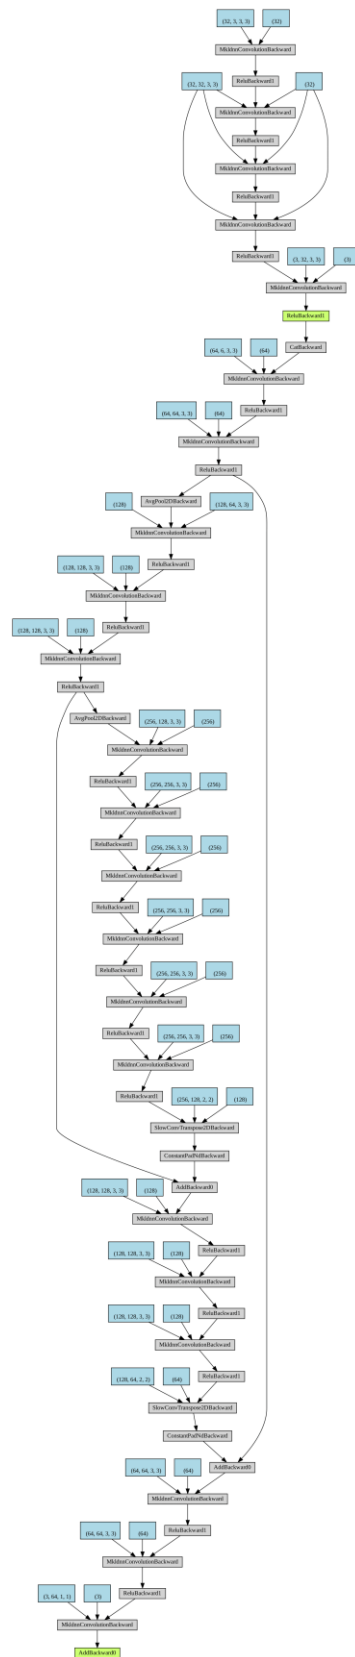 (32, 3, 3, 3) (32)
MkldnnConvolutionBackward
ReluBackward1
(32, 32, 3, 3) (32)
MkldnnConvolutionBackward
ReluBackward1
MkldnnConvolutionBackward
ReluBackward1
MkldnnConvolutionBackward
ReluBackward1
(3, 32, 3, 3) (3)
MkldnnConvolutionBackward
ReluBackward1
CatBackward
(64, 6, 3, 3) (64)
MkldnnConvolutionBackward
ReluBackward1
(64, 64, 3, 3) (64)
MkldnnConvolutionBackward
ReluBackward1
AvgPool2DBackward
(128) (128, 64, 3, 3)
MkldnnConvolutionBackward
ReluBackward1
(128, 128, 3, 3) (128)
MkldnnConvolutionBackward
ReluBackward1
(128, 128, 3, 3) (128)
MkldnnConvolutionBackward
ReluBackward1
AvgPool2DBackward
(256, 128, 3, 3) (256)
MkldnnConvolutionBackward
ReluBackward1
(256, 256, 3, 3) (256)
MkldnnConvolutionBackward
ReluBackward1
(256, 256, 3, 3) (256)
MkldnnConvolutionBackward
ReluBackward1
(256, 256, 3, 3) (256)
MkldnnConvolutionBackward
ReluBackward1
(256, 256, 3, 3) (256)
MkldnnConvolutionBackward
ReluBackward1
(256, 256, 3, 3) (256)
MkldnnConvolutionBackward
ReluBackward1
(256, 128, 2, 2) (128)
SlowConvTranspose2DBackward
ConstantPadNdBackward
AddBackward0
(128, 128, 3, 3) (128)
MkldnnConvolutionBackward
ReluBackward1
(128, 128, 3, 3) (128)
MkldnnConvolutionBackward
ReluBackward1
(128, 128, 3, 3) (128)
MkldnnConvolutionBackward
ReluBackward1
(128, 64, 2, 2) (64)
SlowConvTranspose2DBackward
ConstantPadNdBackward
AddBackward0
(64, 64, 3, 3) (64)
MkldnnConvolutionBackward
ReluBackward1
(64, 64, 3, 3) (64)
MkldnnConvolutionBackward
ReluBackward1
(3, 64, 1, 1) (3)
MkldnnConvolutionBackward
AddBackward0